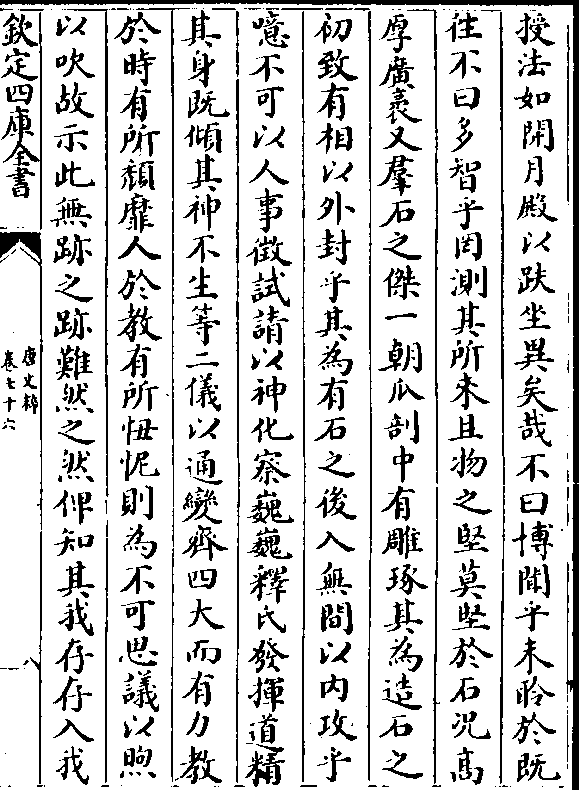 授法如開月殿以趺坐異矣哉不曰博聞乎未聆於既
往不曰多智乎罔測其所来且物之堅莫堅於石況高
厚廣袤又羣石之傑一朝瓜剖中有雕琢其為造石之
初致有相以外封乎其為有石之後入無間以内攻乎
噫不可以人事徴試請以神化察巍巍釋氏發揮道精
其身既傾其神不生等二儀以通變齊四大而有力教
於時有所頽靡人於教有所忸怩則為不可思議以煦
以吹故示此無跡之跡難然之然俾知其我存存入我
欽定四庫全書
唐文粹
卷七十六
八